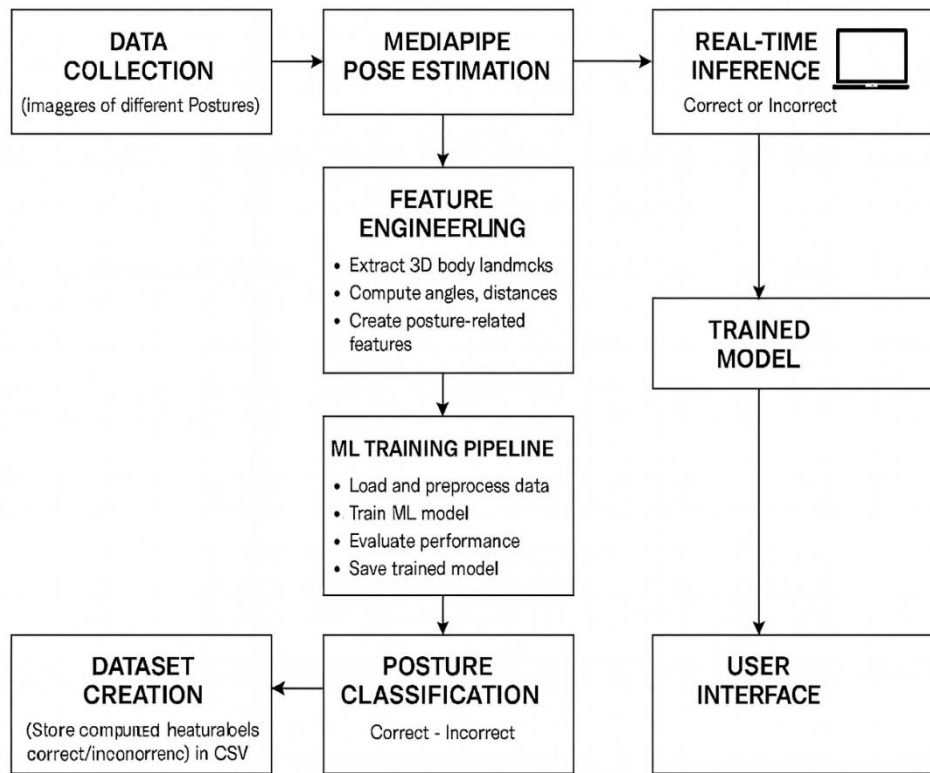 DATA
COLLECTION
(imaggres of different Postures)
MEDIAPIPE
POSE ESTIMATION
REAL-TIME
INFERENCE
Correct or Incorrect
FEATURE
ENGINEERLING
• Extract 3D body landmcks
• Compute angles, distances
• Create posture-related
features
TRAINED
MODEL
ML TRAINING PIPELINE
• Load and preprocess data
• Train ML model
• Evaluate performance
• Save trained model
DATASET
CREATION
(Store computed heaturabels
correct/inconorrenc) in CSV
POSTURE
CLASSIFICATION
Correct - Incorrect
USER
INTERFACE